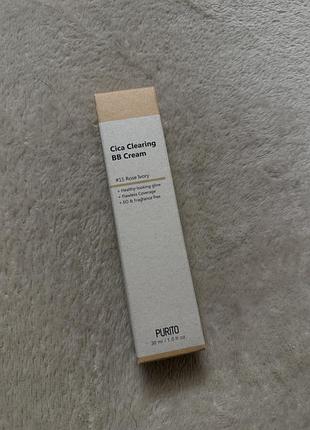 Cica Clearing
BB Cream
#15 Rose Ivory
+ Healthy-looking glow
+ Flawless Coverage
+ EO & Fragrance free
PURITO
30 ml / 1.0 fl oz